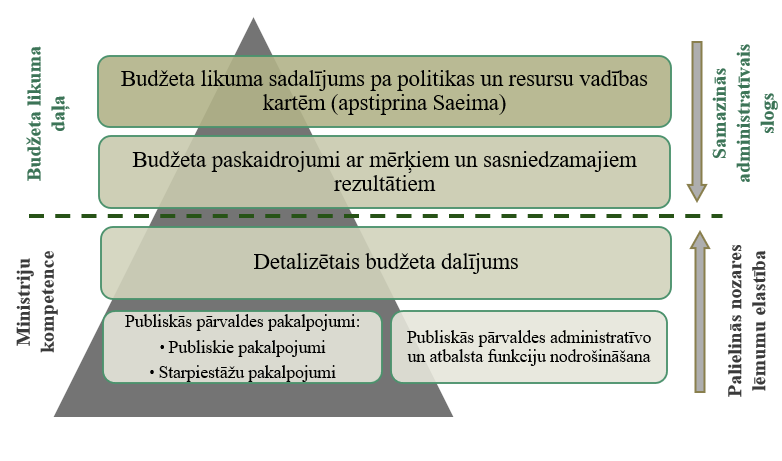 Budžeta likuma
daļa
Budžeta likuma sadalījums pa politikas un resursu vadības
kartēm (apstiprina Saeima)
Budžeta paskaidrojumi ar mērķiem un sasniedzamajiem
rezultātiem
Samazinās
administratīvais
slogs
Ministriju
kompetence
Detalizētais budžeta dalījums
Publiskās pārvaldes pakalpojumi:
• Publiskie pakalpojumi
• Starpiestāžu pakalpojumi
Publiskās pārvaldes administratīvo
un atbalsta funkciju nodrošināšana
Palielinās nozares
lēmumu elastība